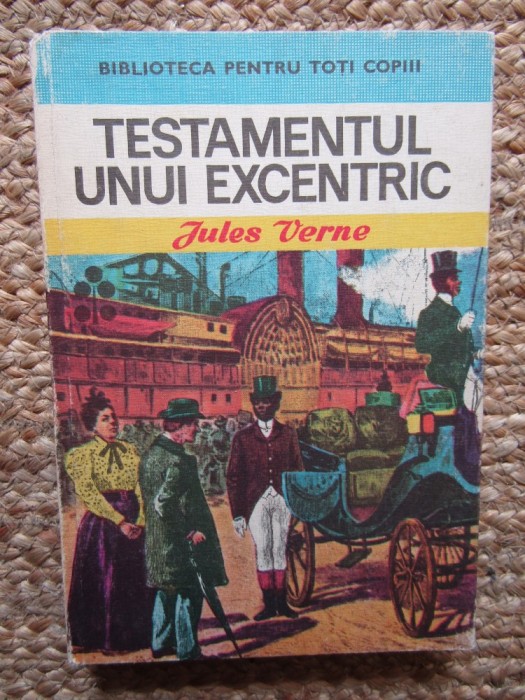 BIBLIOTECA PENTRU TOȚI COPIII
TESTAMENTUL
UNUI EXCENTRIC
Jules Verne